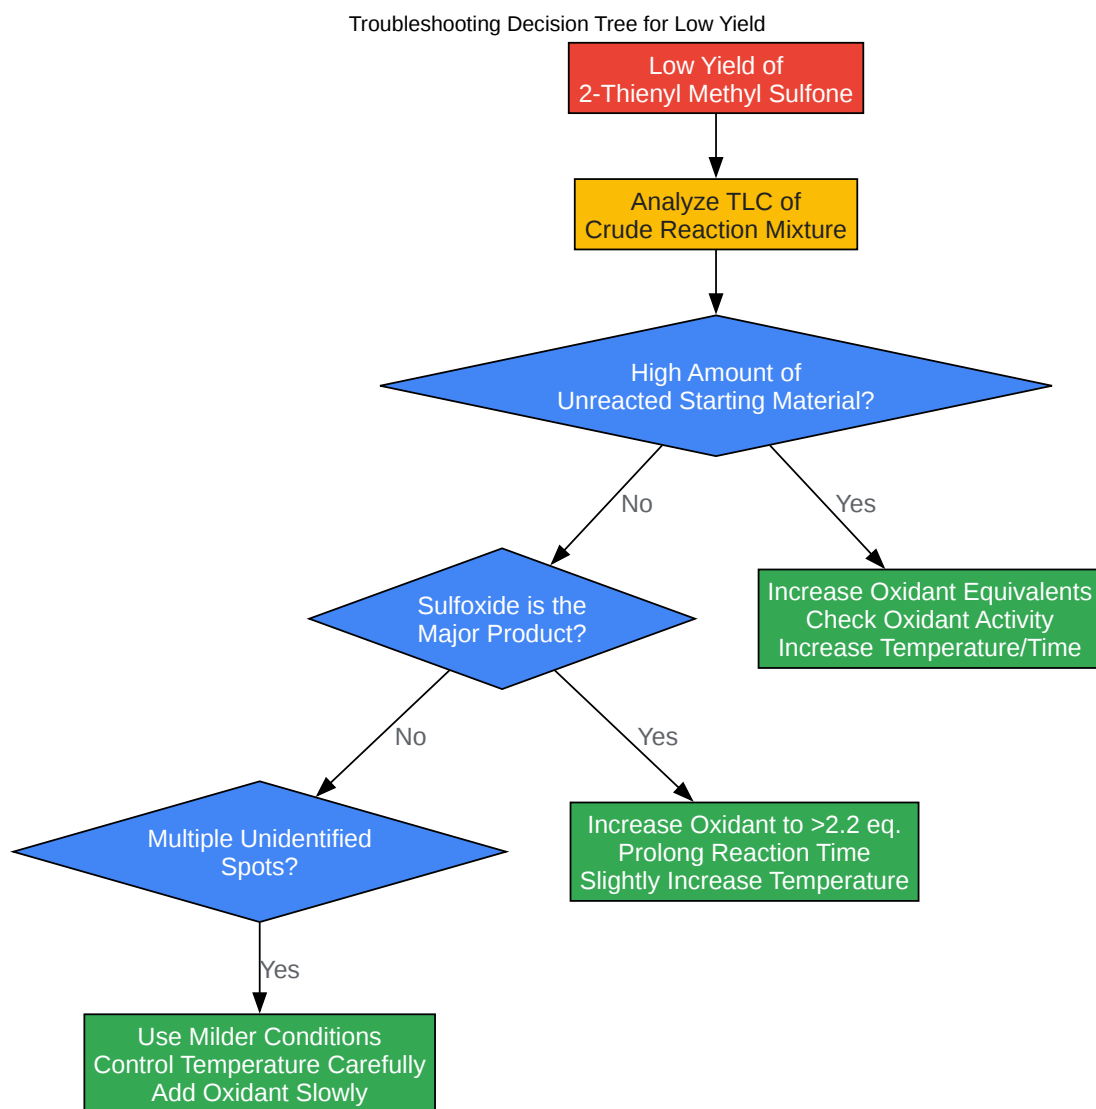 Troubleshooting Decision Tree for Low Yield
Low Yield of
2-Thienyl Methyl Sulfone
Analyze TLC of
Crude Reaction Mixture
High Amount of
Unreacted Starting Material?
No
Yes
Sulfoxide is the
Major Product?
Increase Oxidant Equivalents
Check Oxidant Activity
Increase Temperature/Time
No
Yes
Multiple Unidentified
Spots?
Increase Oxidant to >2.2 eq.
Prolong Reaction Time
Slightly Increase Temperature
Yes
Use Milder Conditions
Control Temperature Carefully
Add Oxidant Slowly